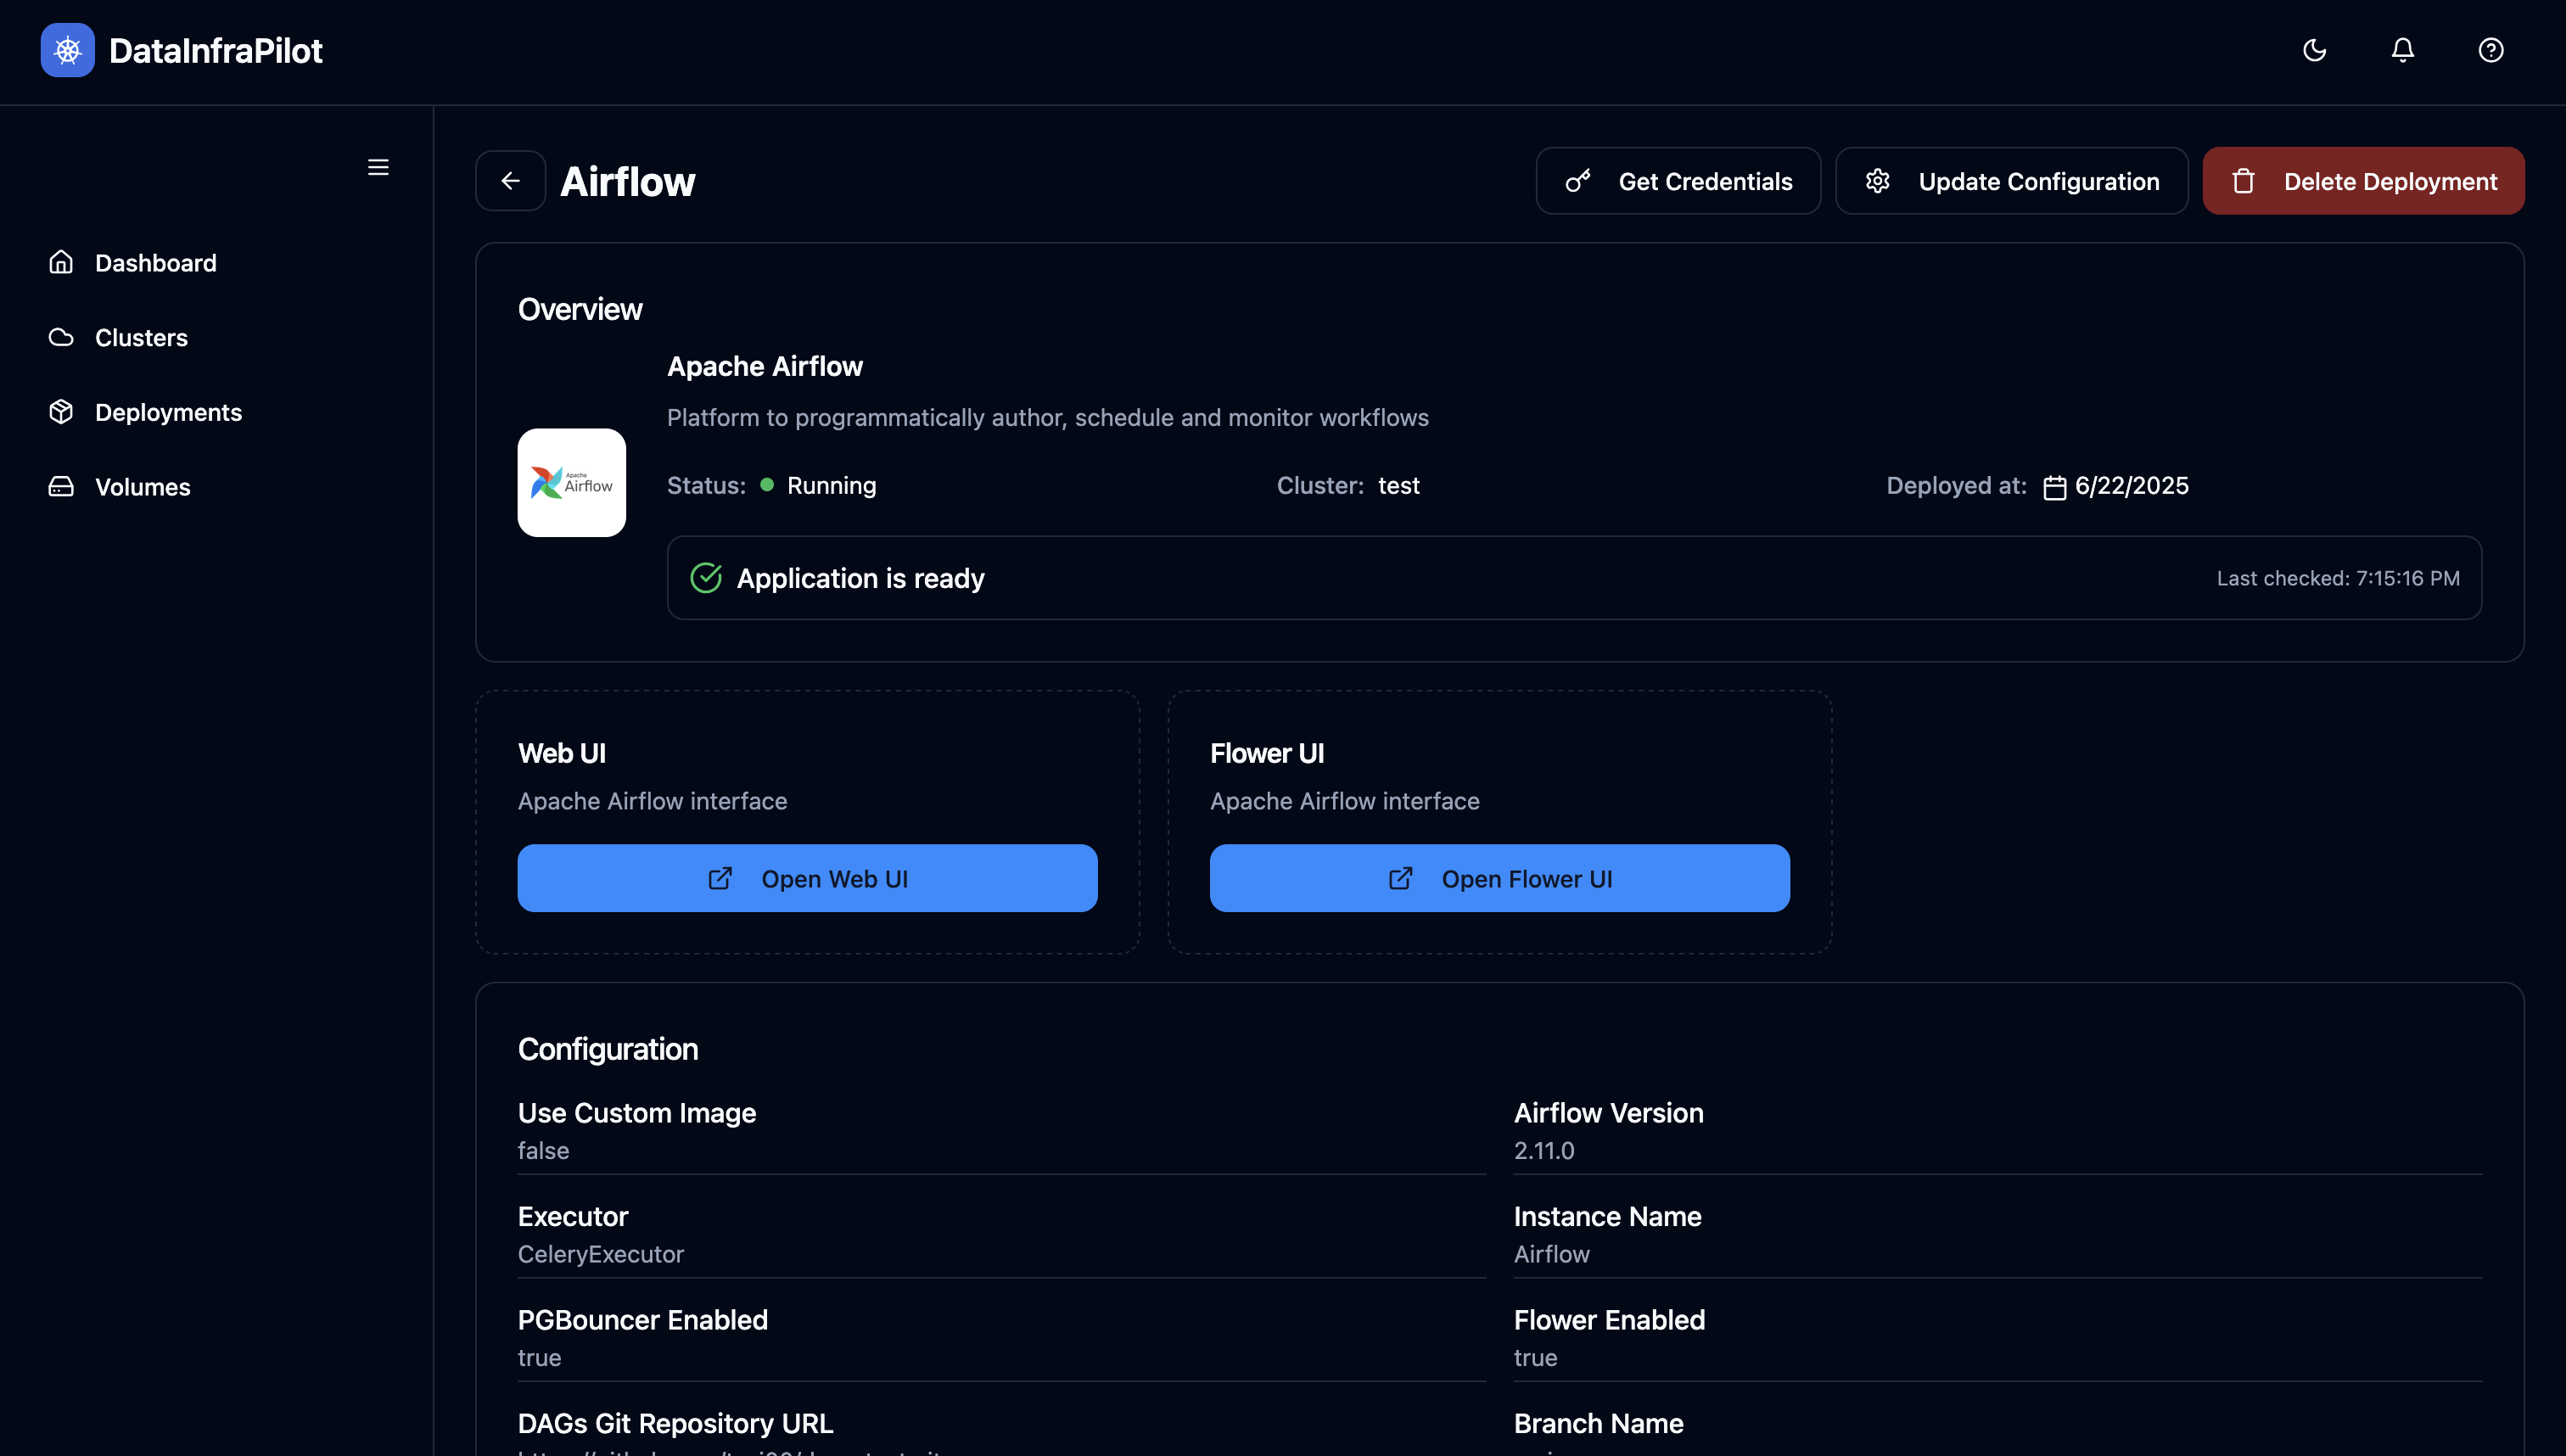 DataInfraPilot
Dashboard
Clusters
Deployments
Volumes
Airflow
Get Credentials
Update Configuration
Delete Deployment
Overview
Apache Airflow
Platform to programmatically author, schedule and monitor workflows
Apache
Airflow
Status: Running
Cluster: test
Deployed at: 6/22/2025
Application is ready
Last checked: 7:15:16 PM
Web UI
Apache Airflow interface
Open Web UI
Flower UI
Apache Airflow interface
Open Flower UI
Configuration
Use Custom Image
false
Airflow Version
2.11.0
Executor
CeleryExecutor
Instance Name
Airflow
PGBouncer Enabled
true
Flower Enabled
true
DAGs Git Repository URL
Branch Name